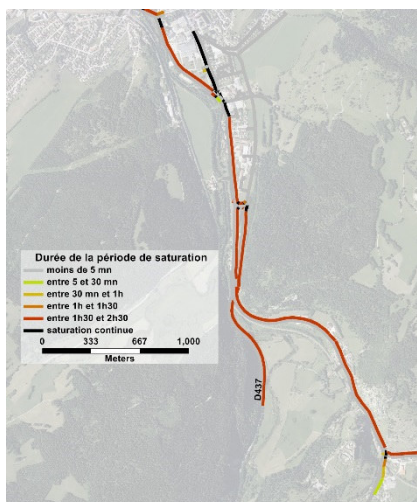 Durée de la période de saturation
moins de 5 mn
entre 5 et 30 mn
entre 30 mn et 1h
entre 1h et 1h30
entre 1h30 et 2h30
saturation continue
0 333 667 1,000
Meters
D437